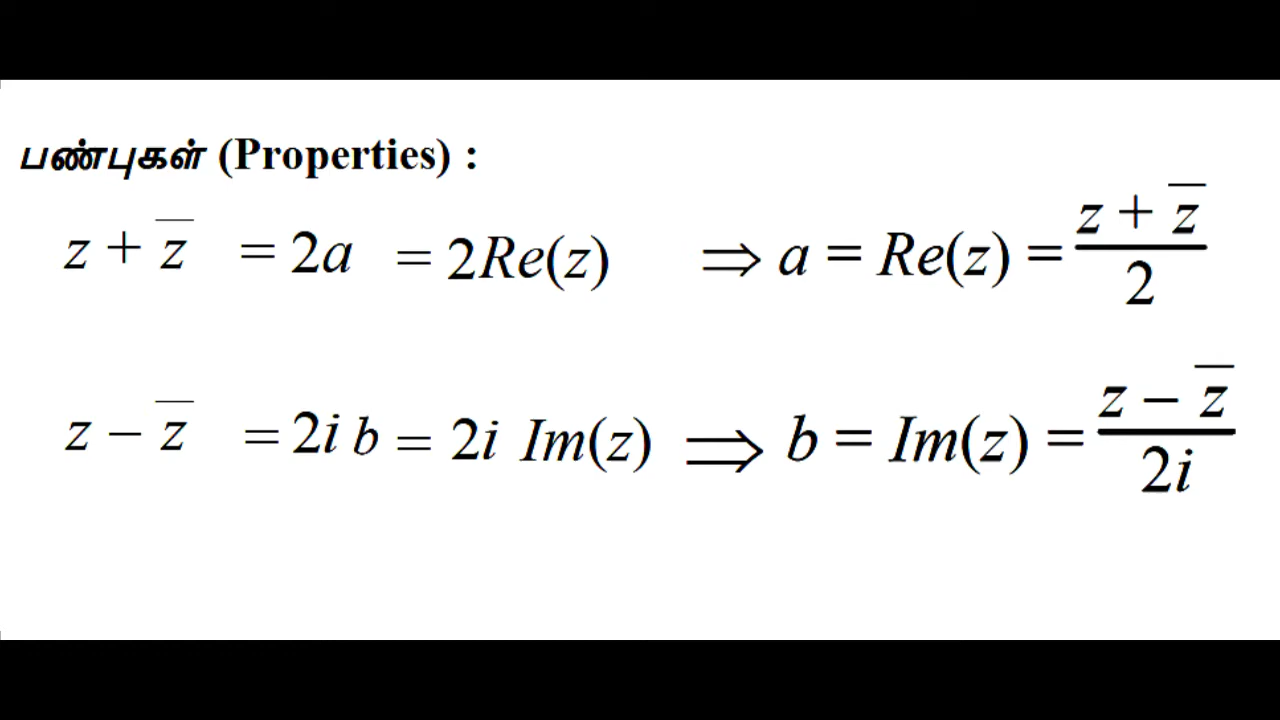 பண்புகள் (Properties) :
z + z̅ = 2a = 2Re(z) ⇒ a = Re(z) = (z + z̅)/2
z − z̅ = 2i b = 2i Im(z) ⇒ b = Im(z) = (z − z̅)/2i